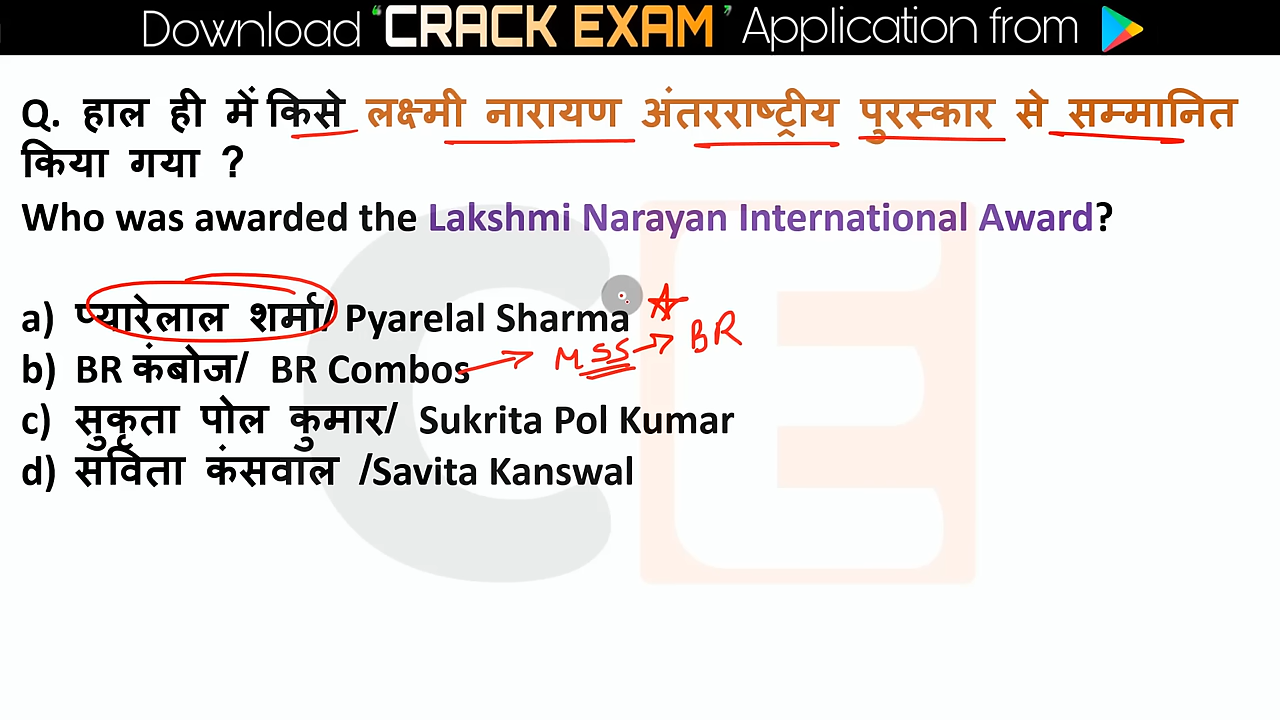 Download “CRACK EXAM” Application from
Q. हाल ही में किसे लक्ष्मी नारायण अंतरराष्ट्रीय पुरस्कार से सम्मानित
किया गया ?
Who was awarded the Lakshmi Narayan International Award?
a) प्यारेलाल शर्मा/ Pyarelal Sharma
b) BR कंबोज/ BR Combos → MSS → BR
c) सुकृता पोल कुमार/ Sukrita Pol Kumar
d) सविता कंसवाल /Savita Kanswal
CE